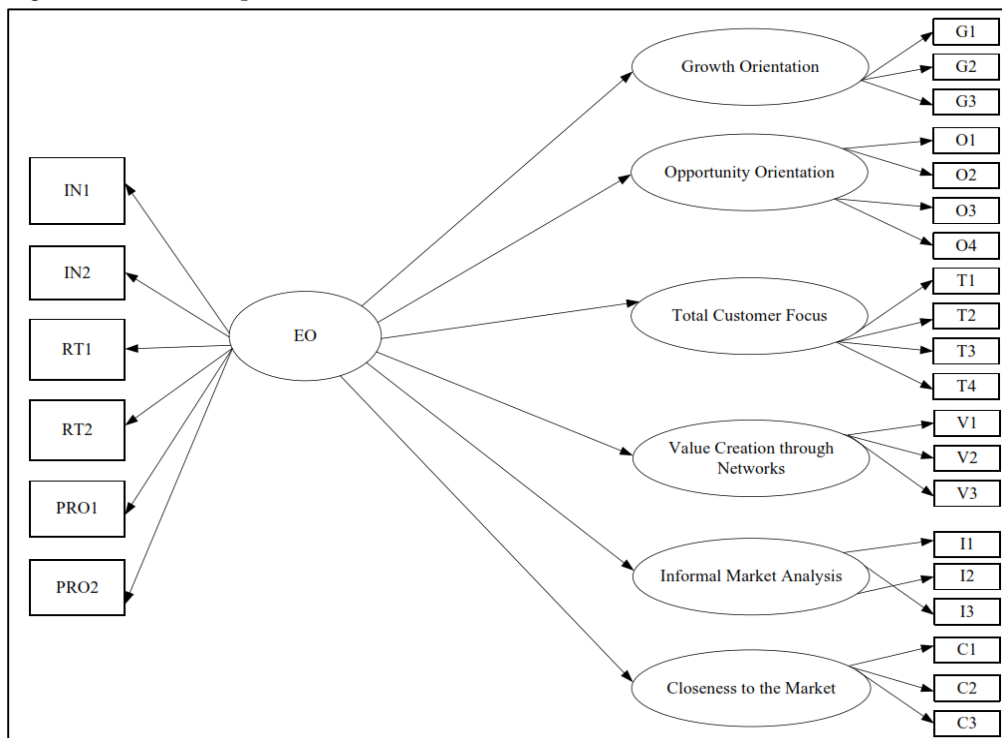 IN1
IN2
RT1
RT2
PRO1
PRO2
EO
Growth Orientation
Opportunity Orientation
Total Customer Focus
Value Creation through
Networks
Informal Market Analysis
Closeness to the Market
G1
G2
G3
O1
O2
O3
O4
T1
T2
T3
T4
V1
V2
V3
I1
I2
I3
C1
C2
C3